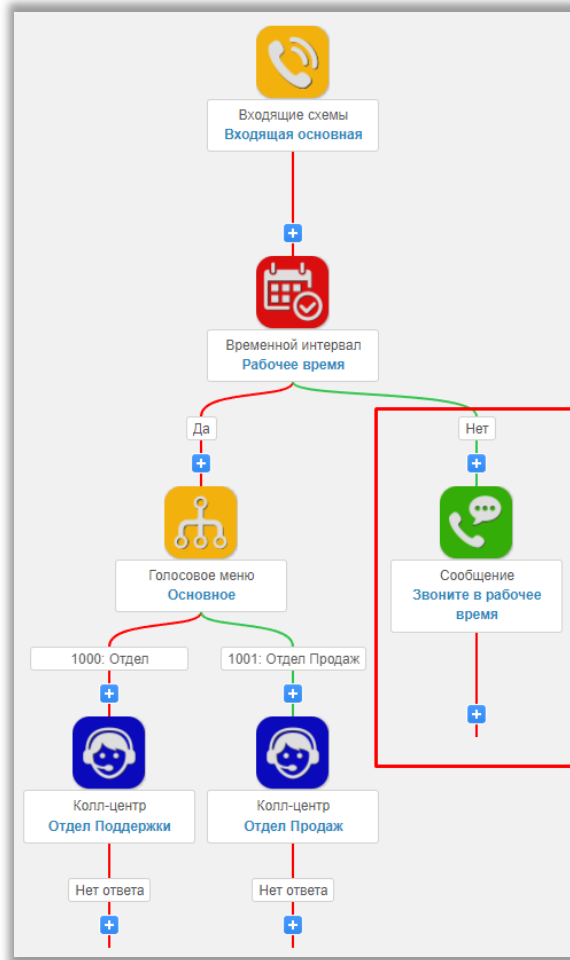 Входящие схемы
Входящая основная
Временной интервал
Рабочее время
Да
Нет
Голосовое меню
Основное
Сообщение
Звоните в рабочее
время
1000: Отдел
1001: Отдел Продаж
Колл-центр
Отдел Поддержки
Колл-центр
Отдел Продаж
Нет ответа
Нет ответа